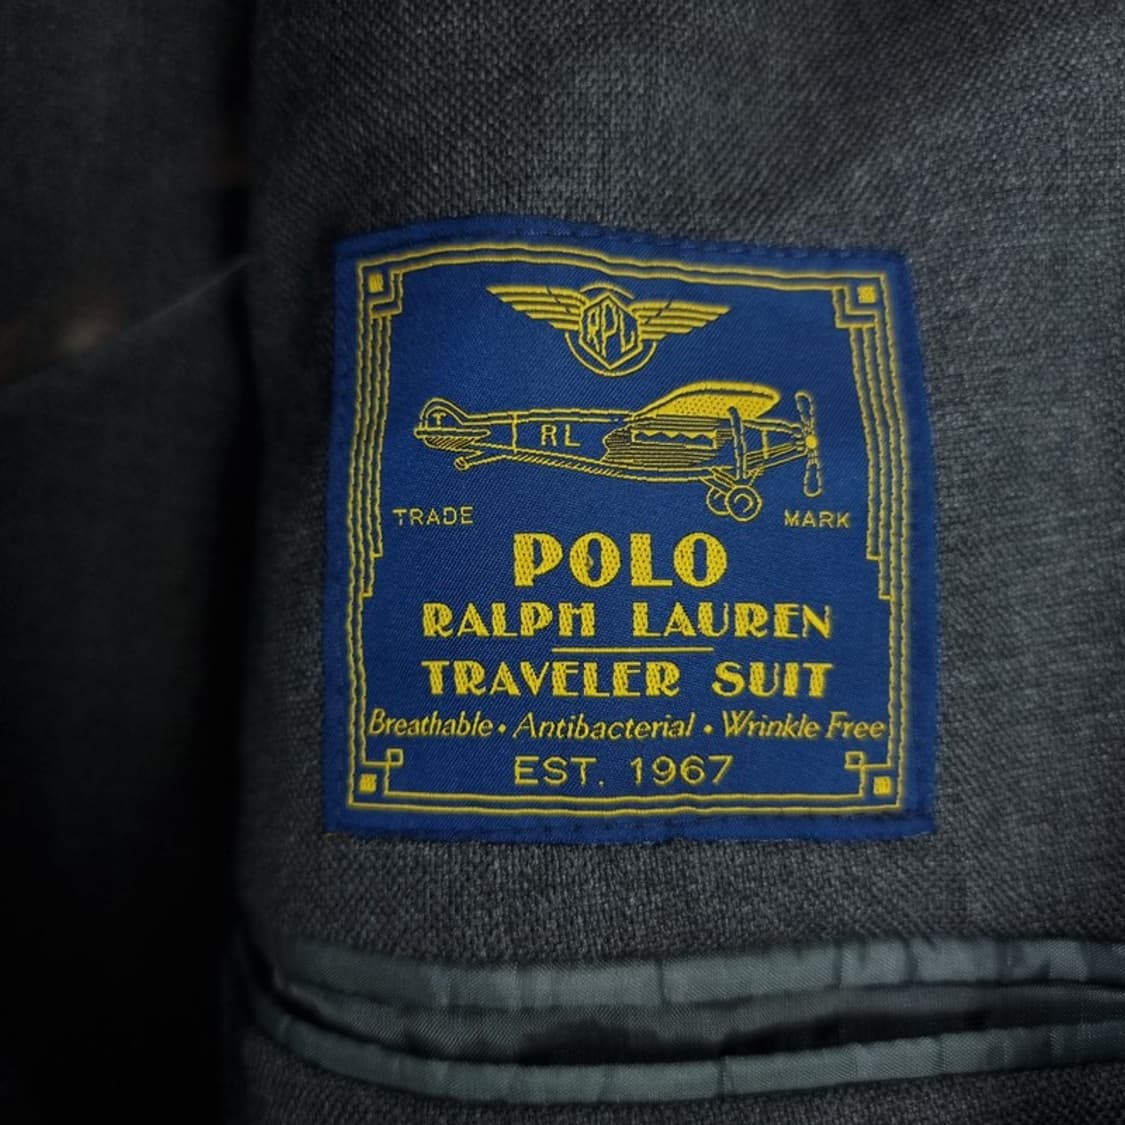 RPL
T
RL
TRADE MARK
POLO
RALPH LAUREN
TRAVELER SUIT
Breathable • Antibacterial • Wrinkle Free
EST. 1967